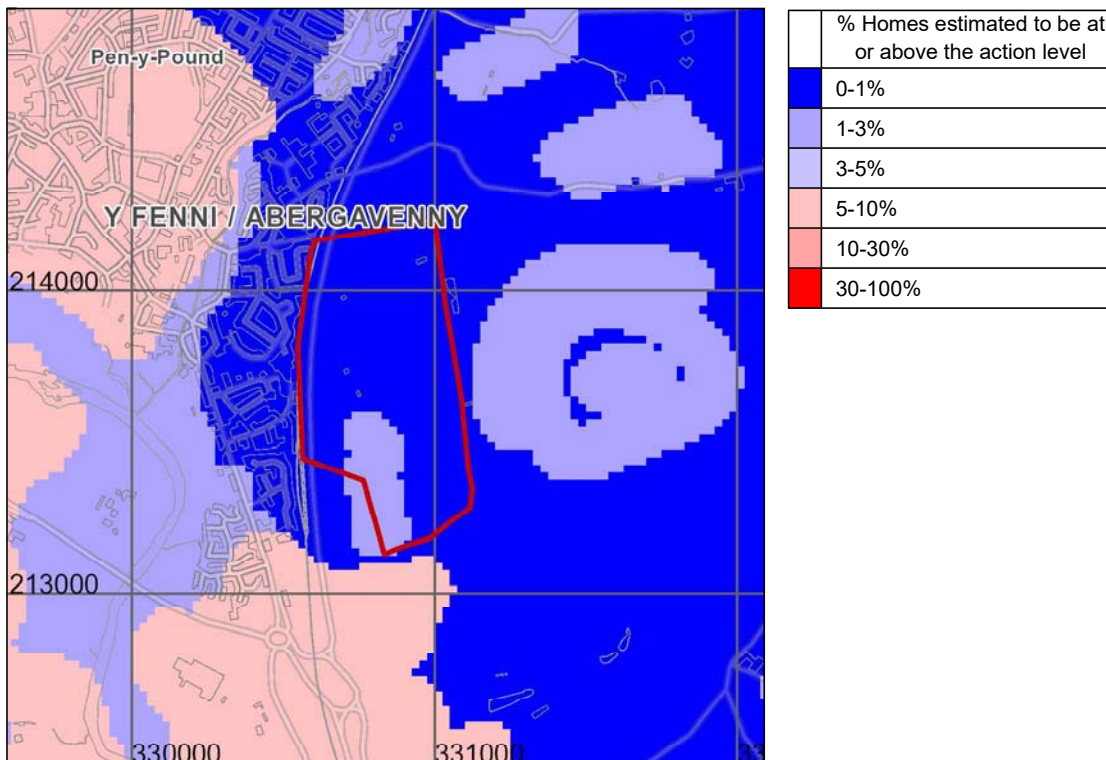 Pen-y-Pound
Y FENNI / ABERGAVENNY
214000
213000
330000
331000
33
% Homes estimated to be at
or above the action level
0-1%
1-3%
3-5%
5-10%
10-30%
30-100%